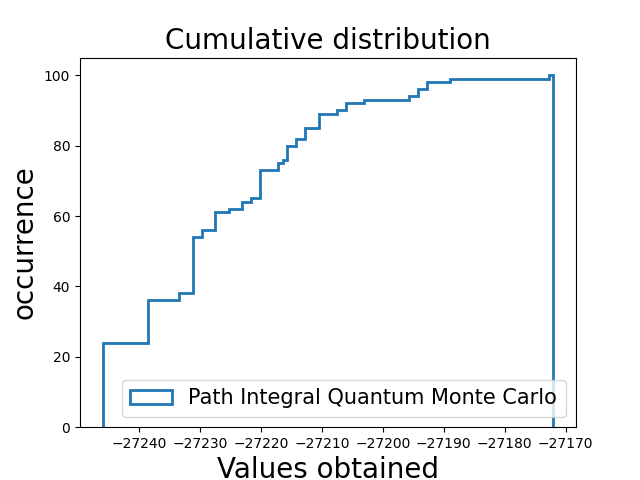 Cumulative distribution
occurrence
100
80
60
40
20
0
Path Integral Quantum Monte Carlo
−27240 −27230 −27220 −27210 −27200 −27190 −27180 −27170
Values obtained